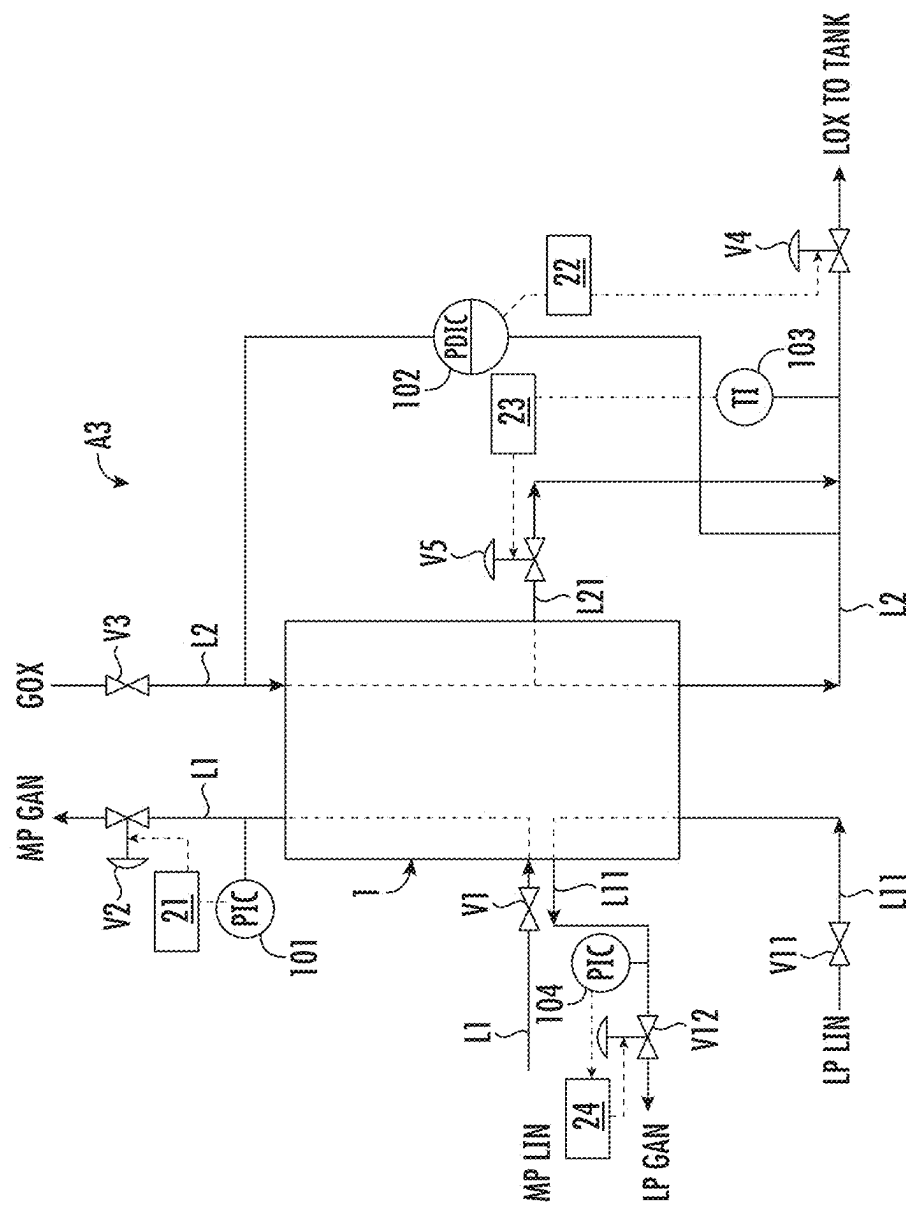 A3
GOX
V3
L2
MP GAN
L1
V2
21
PIC
101
1
V1
L1
MP LIN
L11
PIC
104
24
V12
LP GAN
V11
L11
LP LIN
V5
L21
23
PDIC
102
22
TI
103
V4
L2
LOX TO TANK